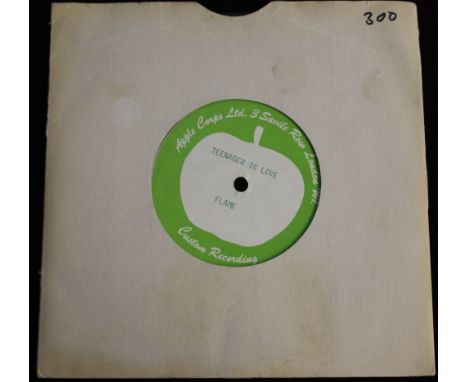 300
Apple Corps Ltd. 3 Savile Row London W1.
TEENAGER IN LOVE
FLAME
Custom Recording